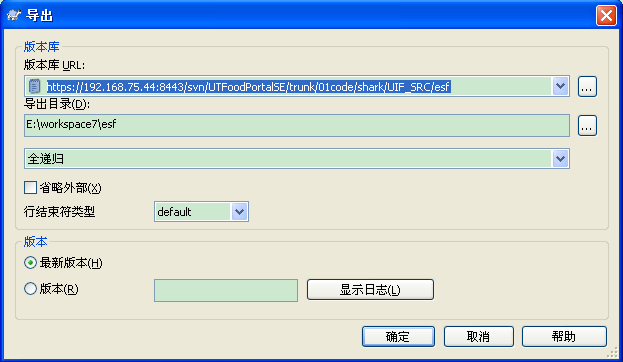 导出
版本库
版本库 URL:
https://192.168.75.44:8443/svn/UTFoodPortalSE/trunk/01code/shark/UIF_SRC/esf
...
导出目录(D):
E:\workspace7\esf
...
全递归
省略外部(X)
行结束符类型 default
版本
最新版本(H)
版本(R) 显示日志(L)
确定 取消 帮助